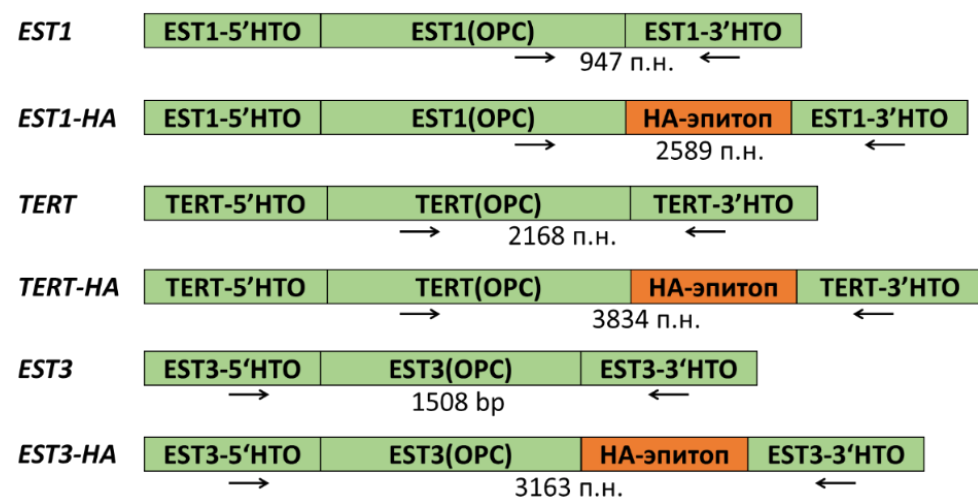 EST1 EST1-5'НТО EST1(ОРС) EST1-3'НТО
947 п.н.
EST1-HA EST1-5'НТО EST1(ОРС) НА-эпитоп EST1-3'НТО
2589 п.н.
TERT TERT-5'НТО TERT(ОРС) TERT-3'НТО
2168 п.н.
TERT-HA TERT-5'НТО TERT(ОРС) НА-эпитоп TERT-3'НТО
3834 п.н.
EST3 EST3-5‘НТО EST3(ОРС) EST3-3‘НТО
1508 bp
EST3-HA EST3-5‘НТО EST3(ОРС) НА-эпитоп EST3-3‘НТО
3163 п.н.